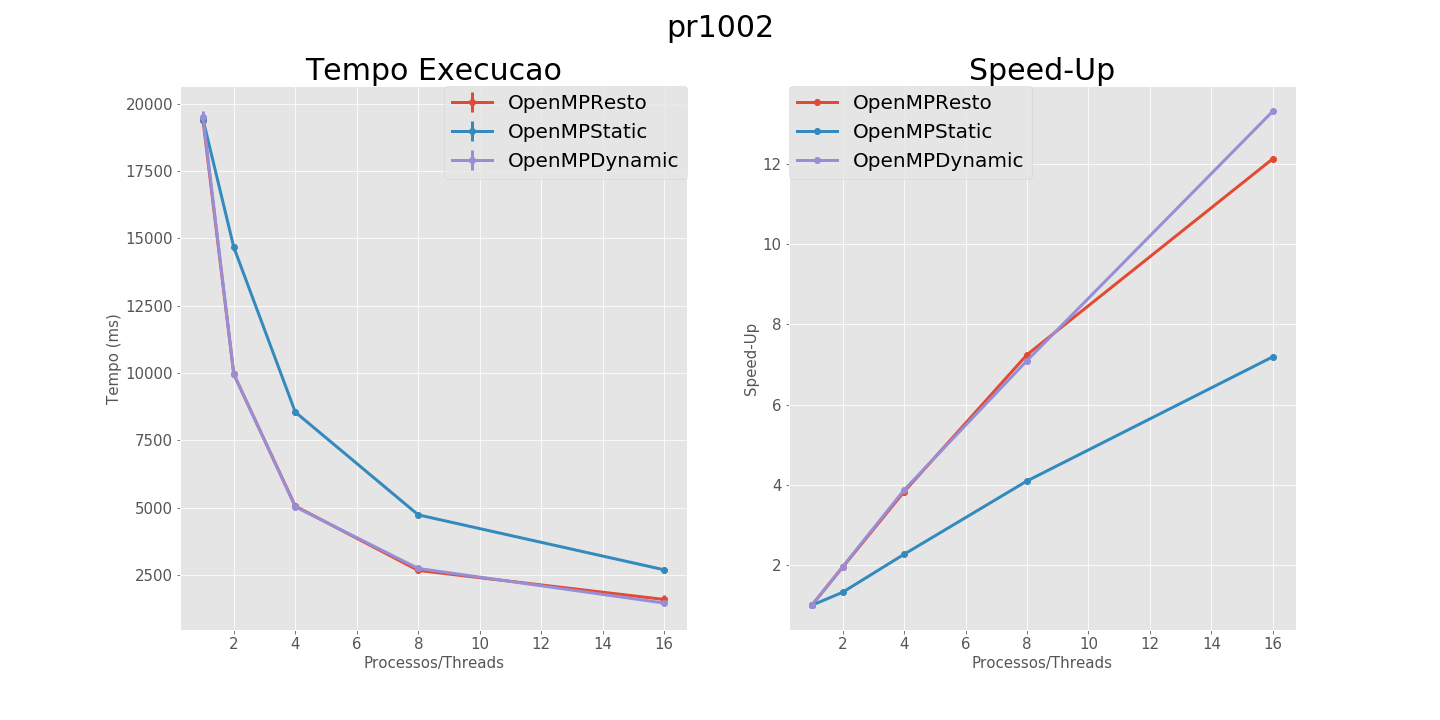 pr1002
Tempo Execucao
20000
17500
15000
12500
10000
7500
5000
2500
Tempo (ms)
OpenMPResto
OpenMPStatic
OpenMPDynamic
2 4 6 8 10 12 14 16
Processos/Threads
Speed-Up
12
10
8
6
4
2
Speed-Up
OpenMPResto
OpenMPStatic
OpenMPDynamic
2 4 6 8 10 12 14 16
Processos/Threads